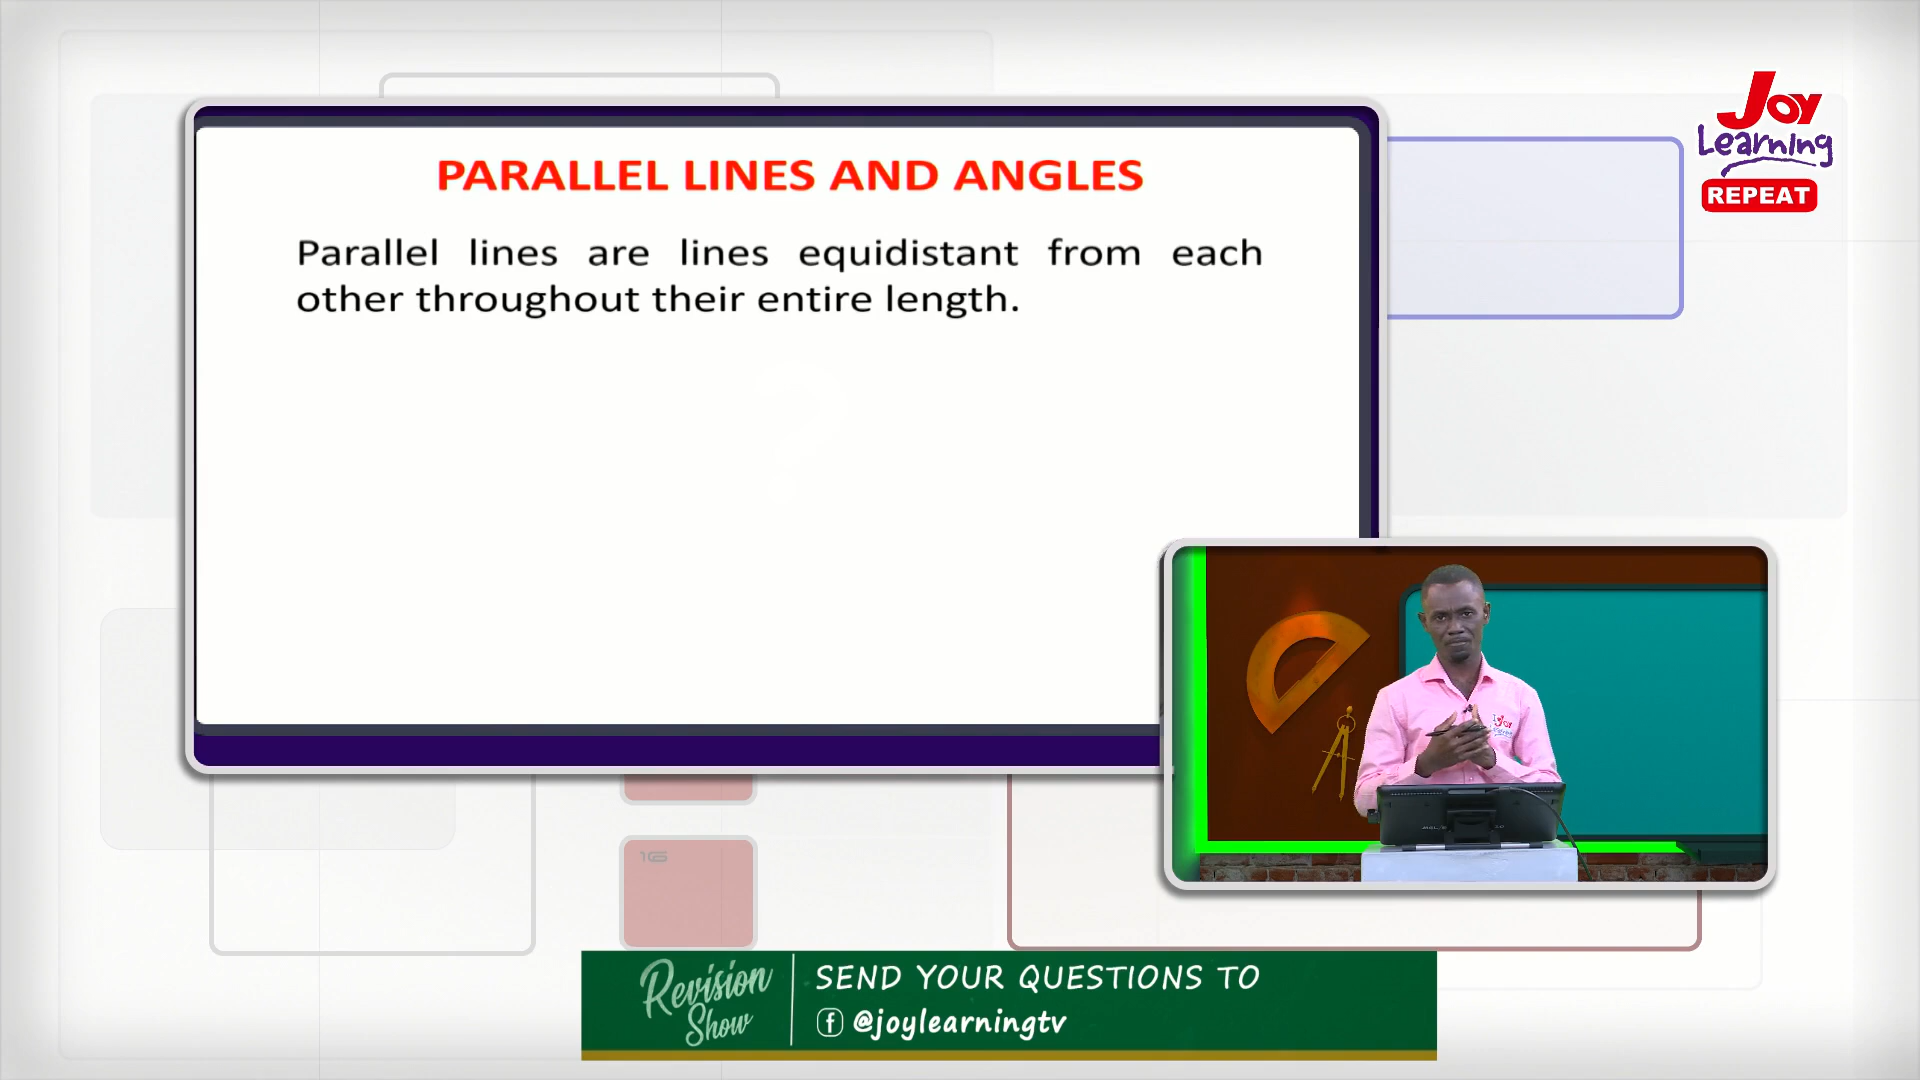 Joy
Learning
REPEAT
PARALLEL LINES AND ANGLES
Parallel lines are lines equidistant from each
other throughout their entire length.
Joy
Revision
Show
SEND YOUR QUESTIONS TO
@joylearningtv